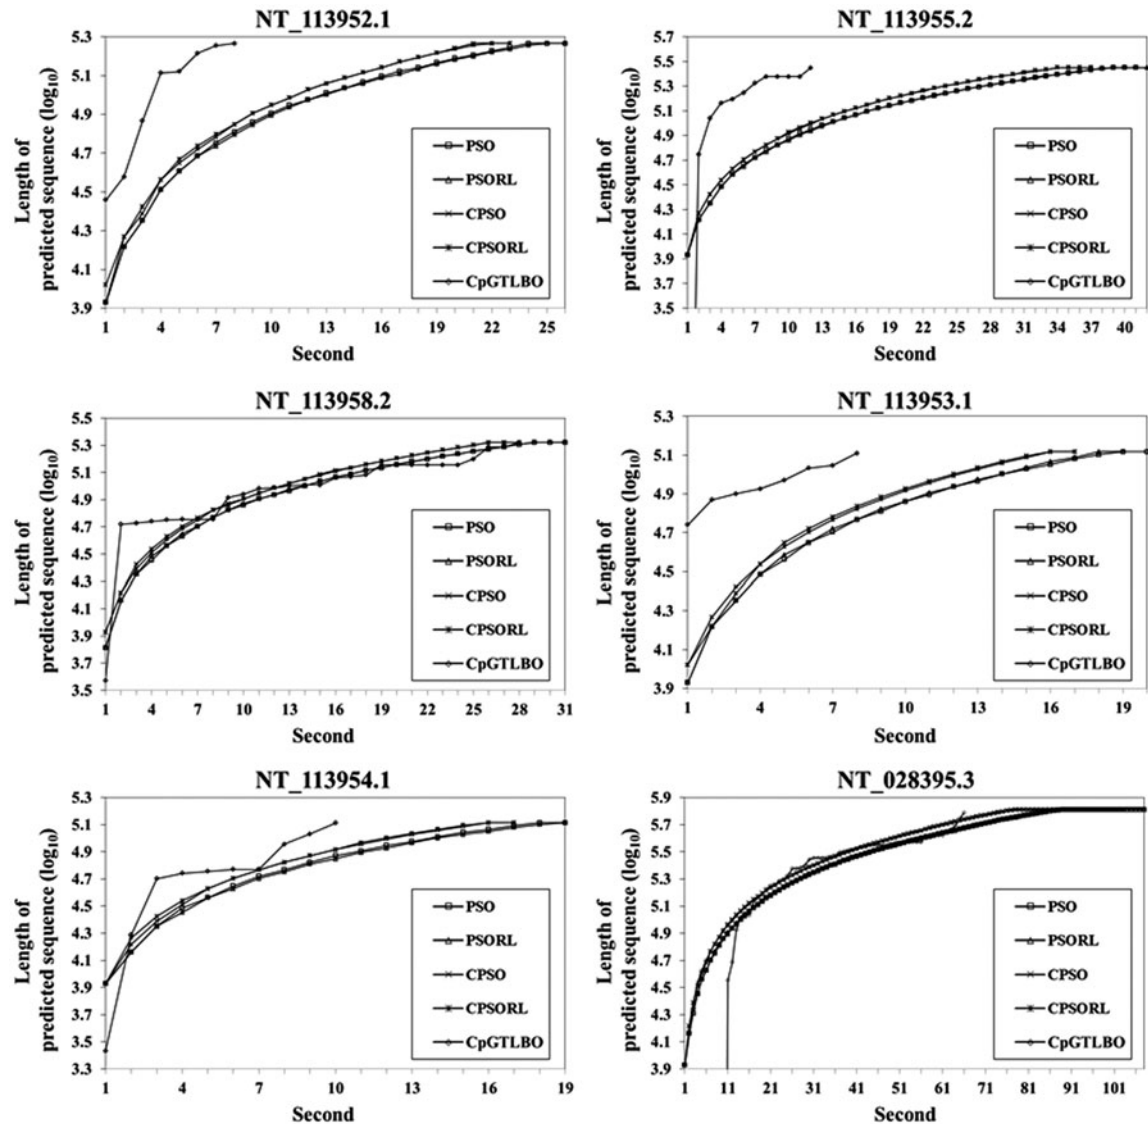 NT_113952.1
Length of
predicted sequence (log10)
5.3
5.1
4.9
4.7
4.5
4.3
4.1
3.9
PSO
PSORL
CPSO
CPSORL
CpGTLBO
1 4 7 10 13 16 19 22 25
Second
NT_113955.2
Length of
predicted sequence (log10)
5.7
5.5
5.3
5.1
4.9
4.7
4.5
4.3
4.1
3.9
3.7
3.5
PSO
PSORL
CPSO
CPSORL
CpGTLBO
1 4 7 10 13 16 19 22 25 28 31 34 37 40
Second
NT_113958.2
Length of
predicted sequence (log10)
5.5
5.3
5.1
4.9
4.7
4.5
4.3
4.1
3.9
3.7
3.5
PSO
PSORL
CPSO
CPSORL
CpGTLBO
1 4 7 10 13 16 19 22 25 28 31
Second
NT_113953.1
Length of
predicted sequence (log10)
5.3
5.1
4.9
4.7
4.5
4.3
4.1
3.9
PSO
PSORL
CPSO
CPSORL
CpGTLBO
1 4 7 10 13 16 19
Second
NT_113954.1
Length of
predicted sequence (log10)
5.3
5.1
4.9
4.7
4.5
4.3
4.1
3.9
3.7
3.5
3.3
PSO
PSORL
CPSO
CPSORL
CpGTLBO
1 4 7 10 13 16 19
Second
NT_028395.3
Length of
predicted sequence (log10)
5.9
5.7
5.5
5.3
5.1
4.9
4.7
4.5
4.3
4.1
3.9
PSO
PSORL
CPSO
CPSORL
CpGTLBO
1 11 21 31 41 51 61 71 81 91 101
Second